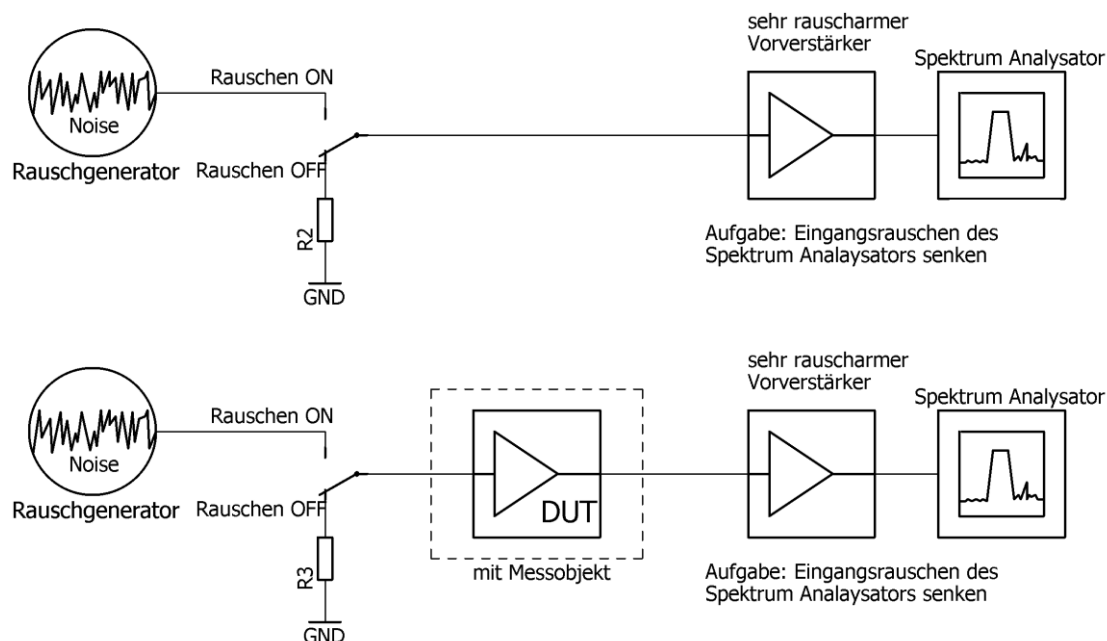 sehr rauscharmer
Vorverstärker
Spektrum Analysator
Rauschen ON
Noise
Rauschgenerator
Rauschen OFF
R2
GND
Aufgabe: Eingangsrauschen des
Spektrum Analaysators senken
sehr rauscharmer
Vorverstärker
Spektrum Analysator
Rauschen ON
Noise
Rauschgenerator
Rauschen OFF
DUT
R3
mit Messobjekt
GND
Aufgabe: Eingangsrauschen des
Spektrum Analaysators senken